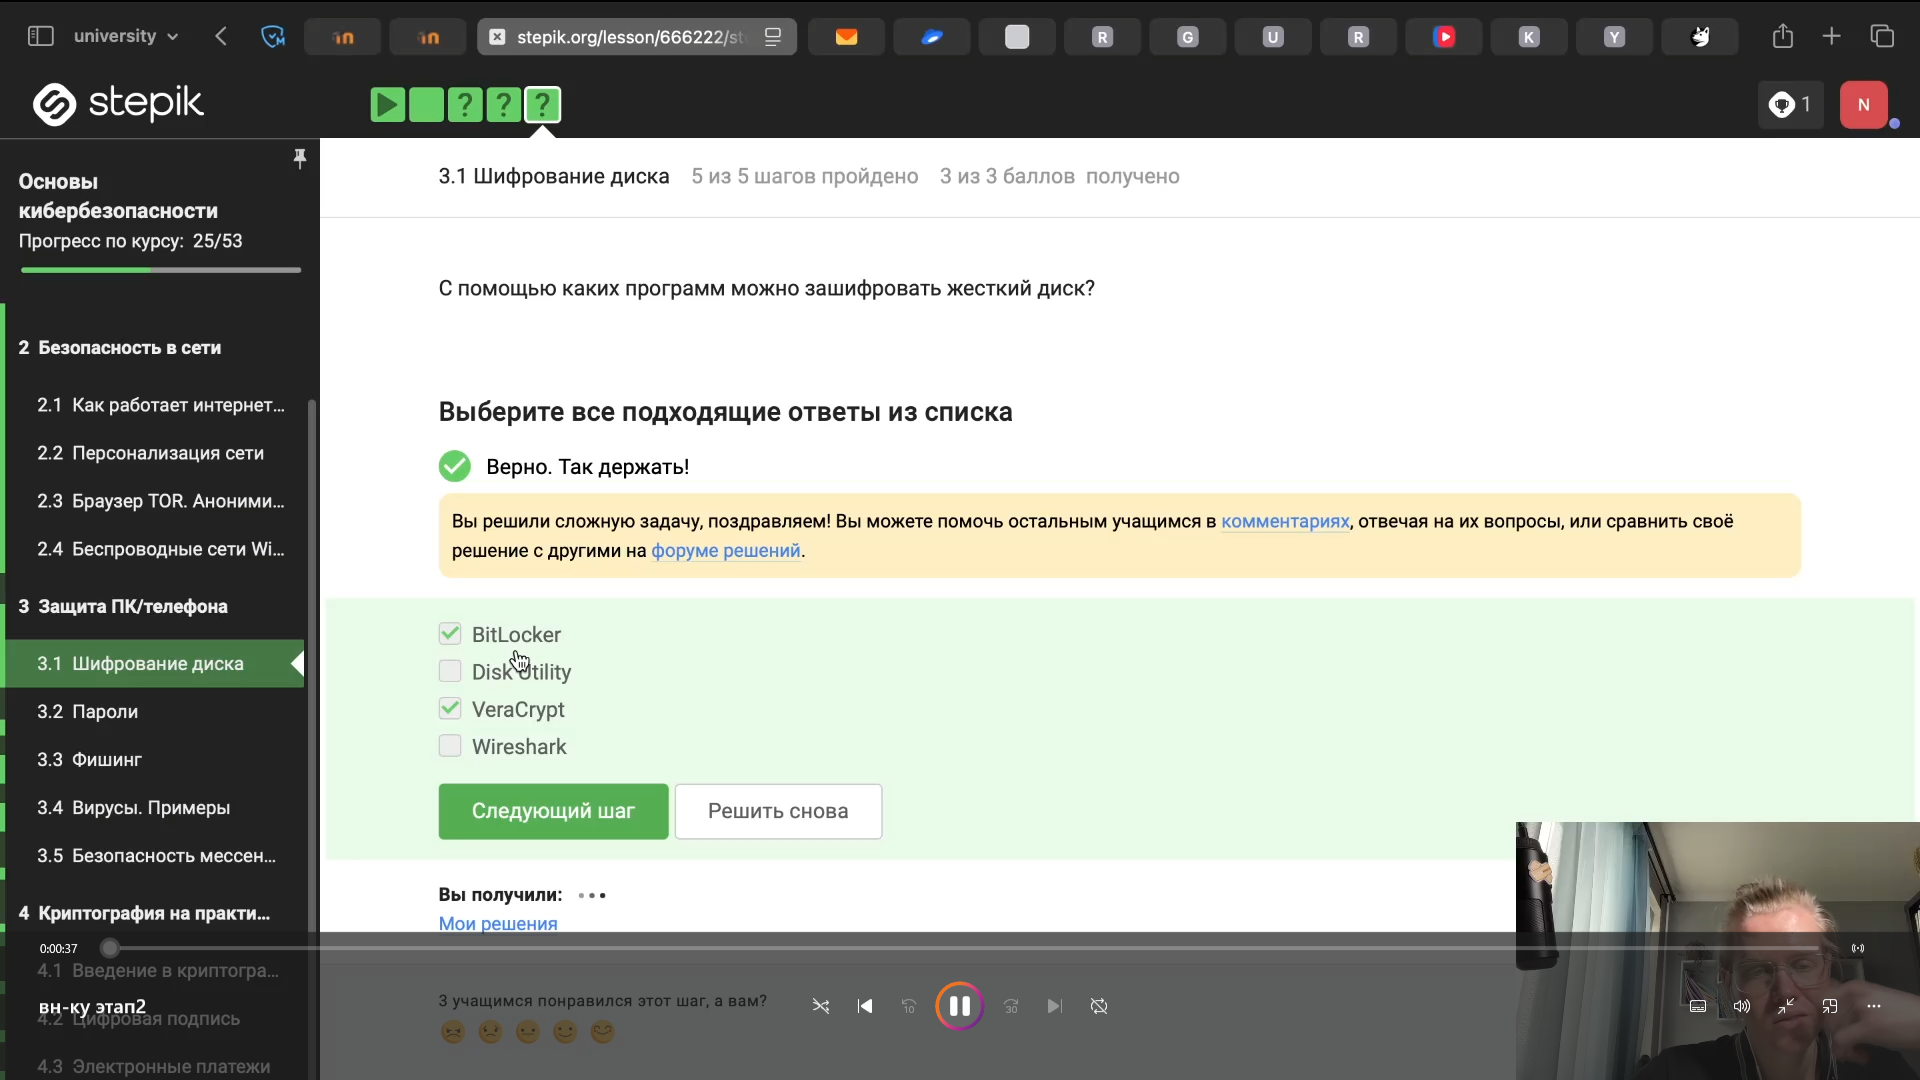 university
stepik.org/lesson/666222/st
R
G
U
R
K
Y
stepik
? ? ?
1
N
Основы
кибербезопасности
Прогресс по курсу: 25/53
2 Безопасность в сети
2.1 Как работает интернет...
2.2 Персонализация сети
2.3 Браузер TOR. Аноними...
2.4 Беспроводные сети Wi...
3 Защита ПК/телефона
3.1 Шифрование диска
3.2 Пароли
3.3 Фишинг
3.4 Вирусы. Примеры
3.5 Безопасность мессен...
4 Криптография на практи...
4.1 Введение в криптогра...
4.2 Цифровая подпись
4.3 Электронные платежи
3.1 Шифрование диска 5 из 5 шагов пройдено 3 из 3 баллов получено
С помощью каких программ можно зашифровать жесткий диск?
Выберите все подходящие ответы из списка
Верно. Так держать!
Вы решили сложную задачу, поздравляем! Вы можете помочь остальным учащимся в комментариях, отвечая на их вопросы, или сравнить своё
решение с другими на форуме решений.
BitLocker
Disk Utility
VeraCrypt
Wireshark
Следующий шаг Решить снова
Вы получили:
Мои решения
3 учащимся понравился этот шаг, а вам?
0:00:37
вн-ку этап2
10
30